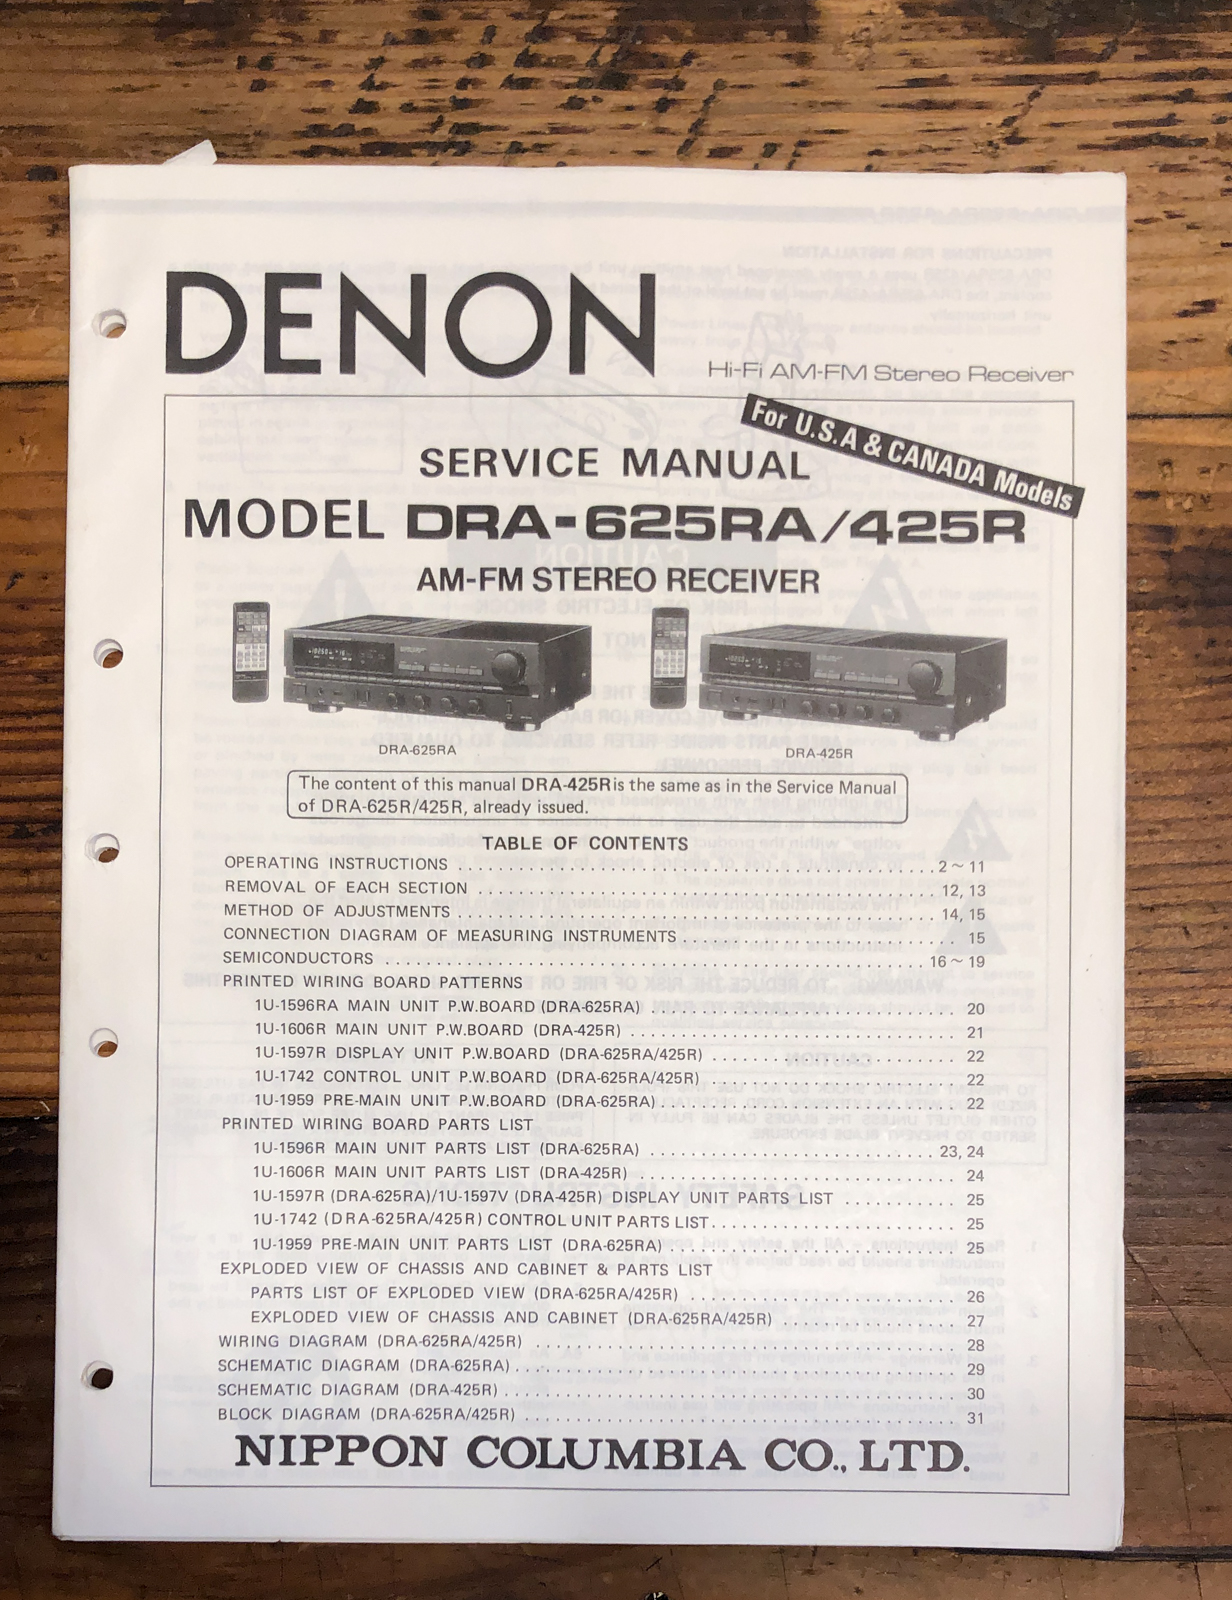 DENON
Hi-Fi AM-FM Stereo Receiver
For U.S.A & CANADA Models
SERVICE MANUAL
MODEL DRA-625RA/425R
AM-FM STEREO RECEIVER
DRA-625RA
DRA-425R
The content of this manual DRA-425R is the same as in the Service Manual
of DRA-625R/425R, already issued.
TABLE OF CONTENTS
OPERATING INSTRUCTIONS 2 ~ 11
REMOVAL OF EACH SECTION 12, 13
METHOD OF ADJUSTMENTS 14, 15
CONNECTION DIAGRAM OF MEASURING INSTRUMENTS 15
SEMICONDUCTORS 16 ~ 19
PRINTED WIRING BOARD PATTERNS
1U-1596RA MAIN UNIT P.W.BOARD (DRA-625RA) 20
1U-1606R MAIN UNIT P.W.BOARD (DRA-425R) 21
1U-1597R DISPLAY UNIT P.W.BOARD (DRA-625RA/425R) 22
1U-1742 CONTROL UNIT P.W.BOARD (DRA-625RA/425R) 22
1U-1959 PRE-MAIN UNIT P.W.BOARD (DRA-625RA) 22
PRINTED WIRING BOARD PARTS LIST
1U-1596R MAIN UNIT PARTS LIST (DRA-625RA) 23, 24
1U-1606R MAIN UNIT PARTS LIST (DRA-425R) 24
1U-1597R (DRA-625RA)/1U-1597V (DRA-425R) DISPLAY UNIT PARTS LIST 25
1U-1742 (DRA-625RA/425R) CONTROL UNIT PARTS LIST 25
1U-1959 PRE-MAIN UNIT PARTS LIST (DRA-625RA) 25
EXPLODED VIEW OF CHASSIS AND CABINET & PARTS LIST
PARTS LIST OF EXPLODED VIEW (DRA-625RA/425R) 26
EXPLODED VIEW OF CHASSIS AND CABINET (DRA-625RA/425R) 27
WIRING DIAGRAM (DRA-625RA/425R) 28
SCHEMATIC DIAGRAM (DRA-625RA) 29
SCHEMATIC DIAGRAM (DRA-425R) 30
BLOCK DIAGRAM (DRA-625RA/425R) 31
NIPPON COLUMBIA CO., LTD.